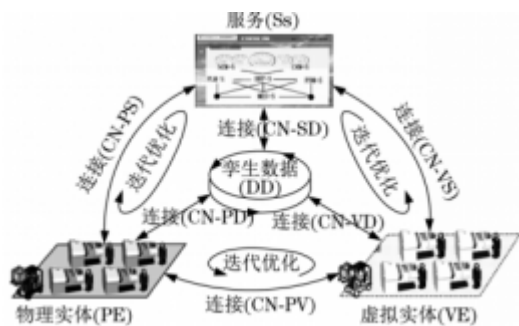 服务(Ss)
连接(CN-PS)
迭代优化
连接(CN-SD)
迭代优化
连接(CN-VS)
孪生数据
(DD)
连接(CN-PD)
连接(CN-VD)
迭代优化
物理实体(PE)
连接(CN-PV)
虚拟实体(VE)